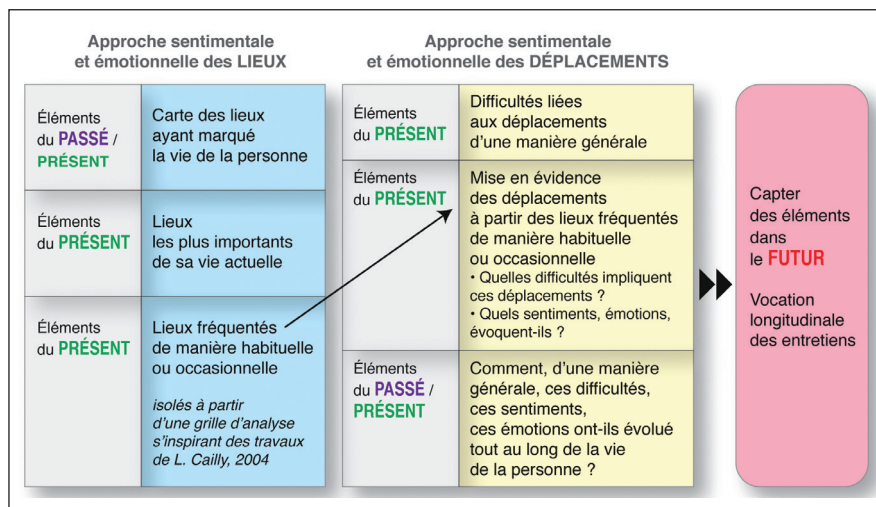 Approche sentimentale
et émotionnelle des LIEUX
Éléments
du PASSÉ /
PRÉSENT
Carte des lieux
ayant marqué
la vie de la personne
Éléments
du PRÉSENT
Lieux
les plus importants
de sa vie actuelle
Éléments
du PRÉSENT
Lieux fréquentés
de manière habituelle
ou occasionnelle
isolés à partir
d'une grille d'analyse
s'inspirant des travaux
de L. Cailly, 2004
Approche sentimentale
et émotionnelle des DÉPLACEMENTS
Éléments
du PRÉSENT
Difficultés liées
aux déplacements
d'une manière générale
Éléments
du PRÉSENT
Mise en évidence
des déplacements
à partir des lieux fréquentés
de manière habituelle
ou occasionnelle
• Quelles difficultés impliquent
ces déplacements ?
• Quels sentiments, émotions,
évoquent-ils ?
Éléments
du PASSÉ /
PRÉSENT
Comment, d'une manière
générale, ces difficultés,
ces sentiments,
ces émotions ont-ils évolué
tout au long de la vie
de la personne ?
Capter
des éléments
dans
le FUTUR
Vocation
longitudinale
des entretiens